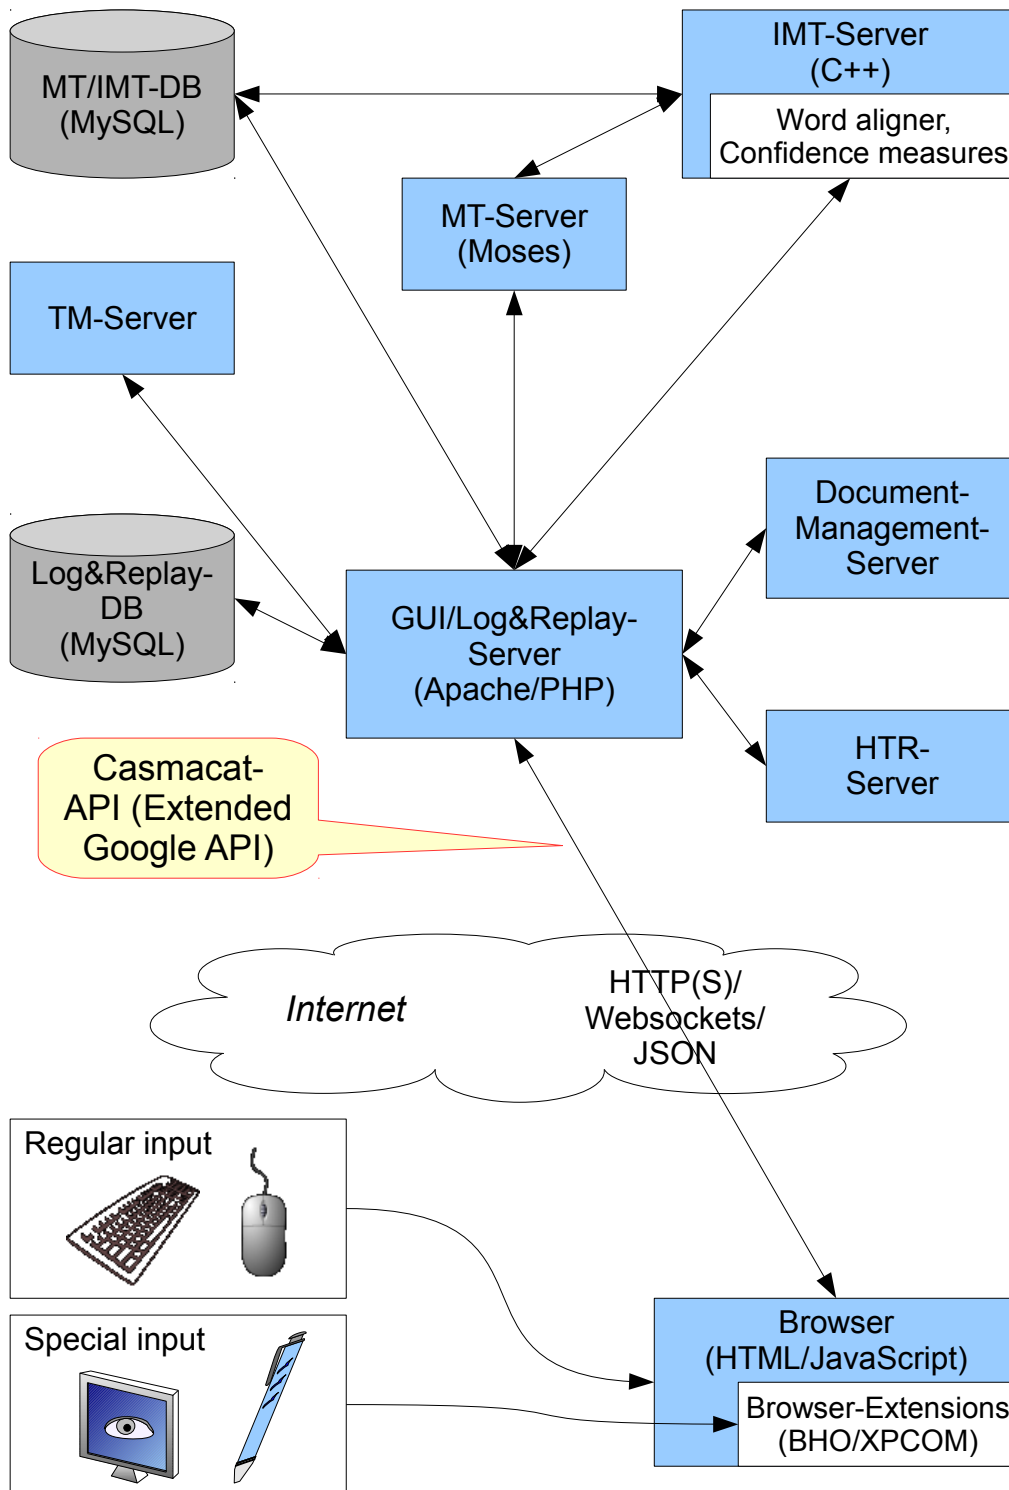 MT/IMT-DB
(MySQL)
IMT-Server
(C++)
Word aligner,
Confidence measures
MT-Server
(Moses)
TM-Server
Log&Replay-
DB
(MySQL)
GUI/Log&Replay-
Server
(Apache/PHP)
Document-
Management-
Server
HTR-
Server
Casmacat-
API (Extended
Google API)
Internet
HTTP(S)/
Websockets/
JSON
Regular input
Special input
Browser
(HTML/JavaScript)
Browser-Extensions
(BHO/XPCOM)